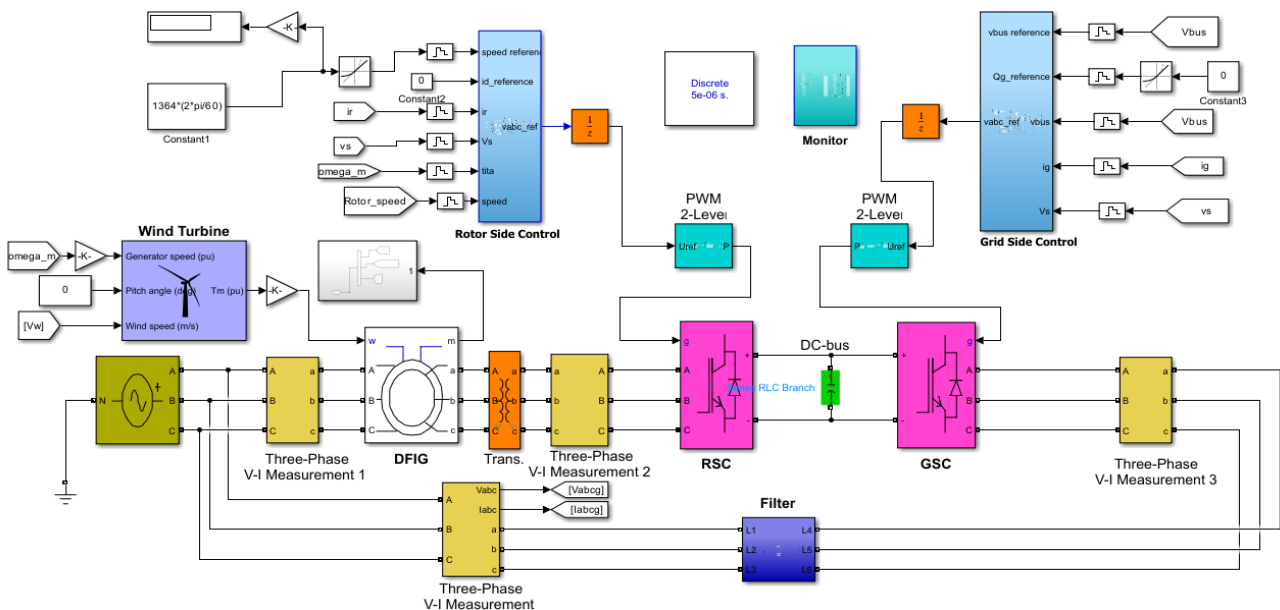 -K-
1364*(2*pi/60)
Constant1
0
Constant2
ir
vs
omega_m
Rotor_speed
speed reference
id_reference
ir
Vs
tita
speed
vabc_ref
Rotor Side Control
1
z
Discrete
5e-06 s.
Monitor
1
z
vbus reference
Qg_reference
vabc_ref
vbus
ig
Vs
Grid Side Control
Vbus
0
Constant3
Vbus
ig
vs
PWM
2-Level
Uref
P
PWM
2-Level
P
Uref
Wind Turbine
omega_m
-K-
0
[Vw]
Generator speed (pu)
Pitch angle (deg)
Wind speed (m/s)
Tm (pu)
-K-
1
N
+
A
B
C
A
B
C
a
b
c
Three-Phase
V-I Measurement 1
w
m
A
B
C
a
b
c
DFIG
A
B
C
a
b
c
Trans.
a
b
c
A
B
C
Three-Phase
V-I Measurement 2
g
A
B
C
+
-
RSC
DC-bus
Series RLC Branch
g
+
-
A
B
C
GSC
A
B
C
a
b
c
Three-Phase
V-I Measurement 3
A
B
C
Vabc
Iabc
a
b
c
[Vabcg]
[Iabcg]
Three-Phase
V-I Measurement
Filter
L1
L2
L3
L4
L5
L6